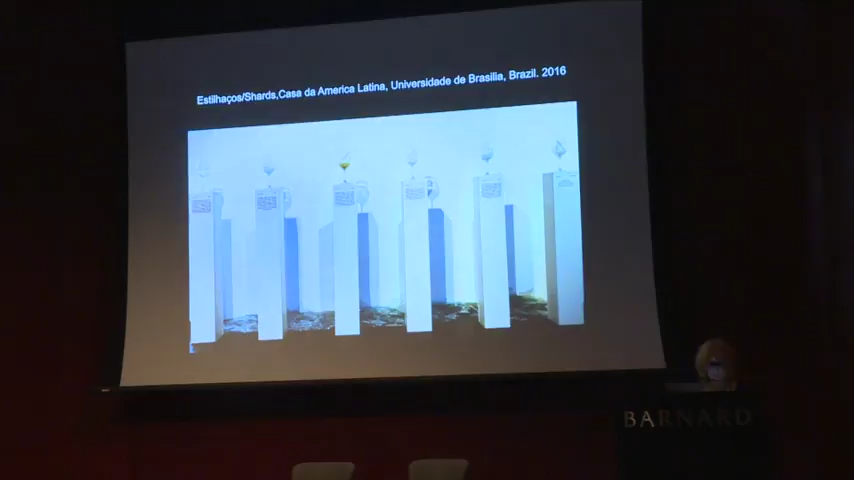 Estilhaços/Shards,Casa da America Latina, Universidade de Brasilia, Brazil. 2016
BARNARD